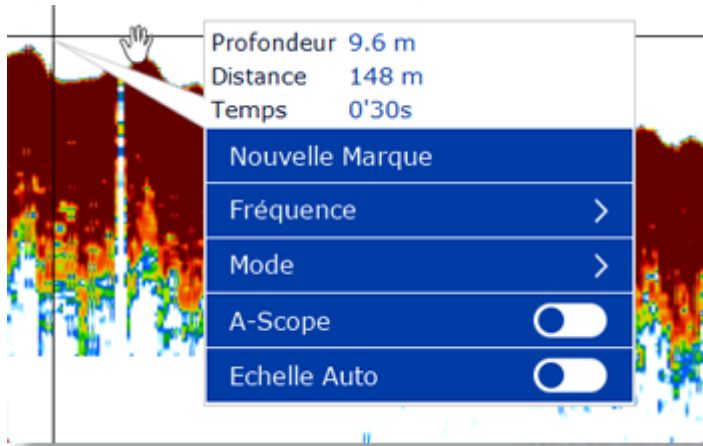 Profondeur 9.6 m
Distance 148 m
Temps 0'30s
Nouvelle Marque
Fréquence
Mode
A-Scope
Echelle Auto